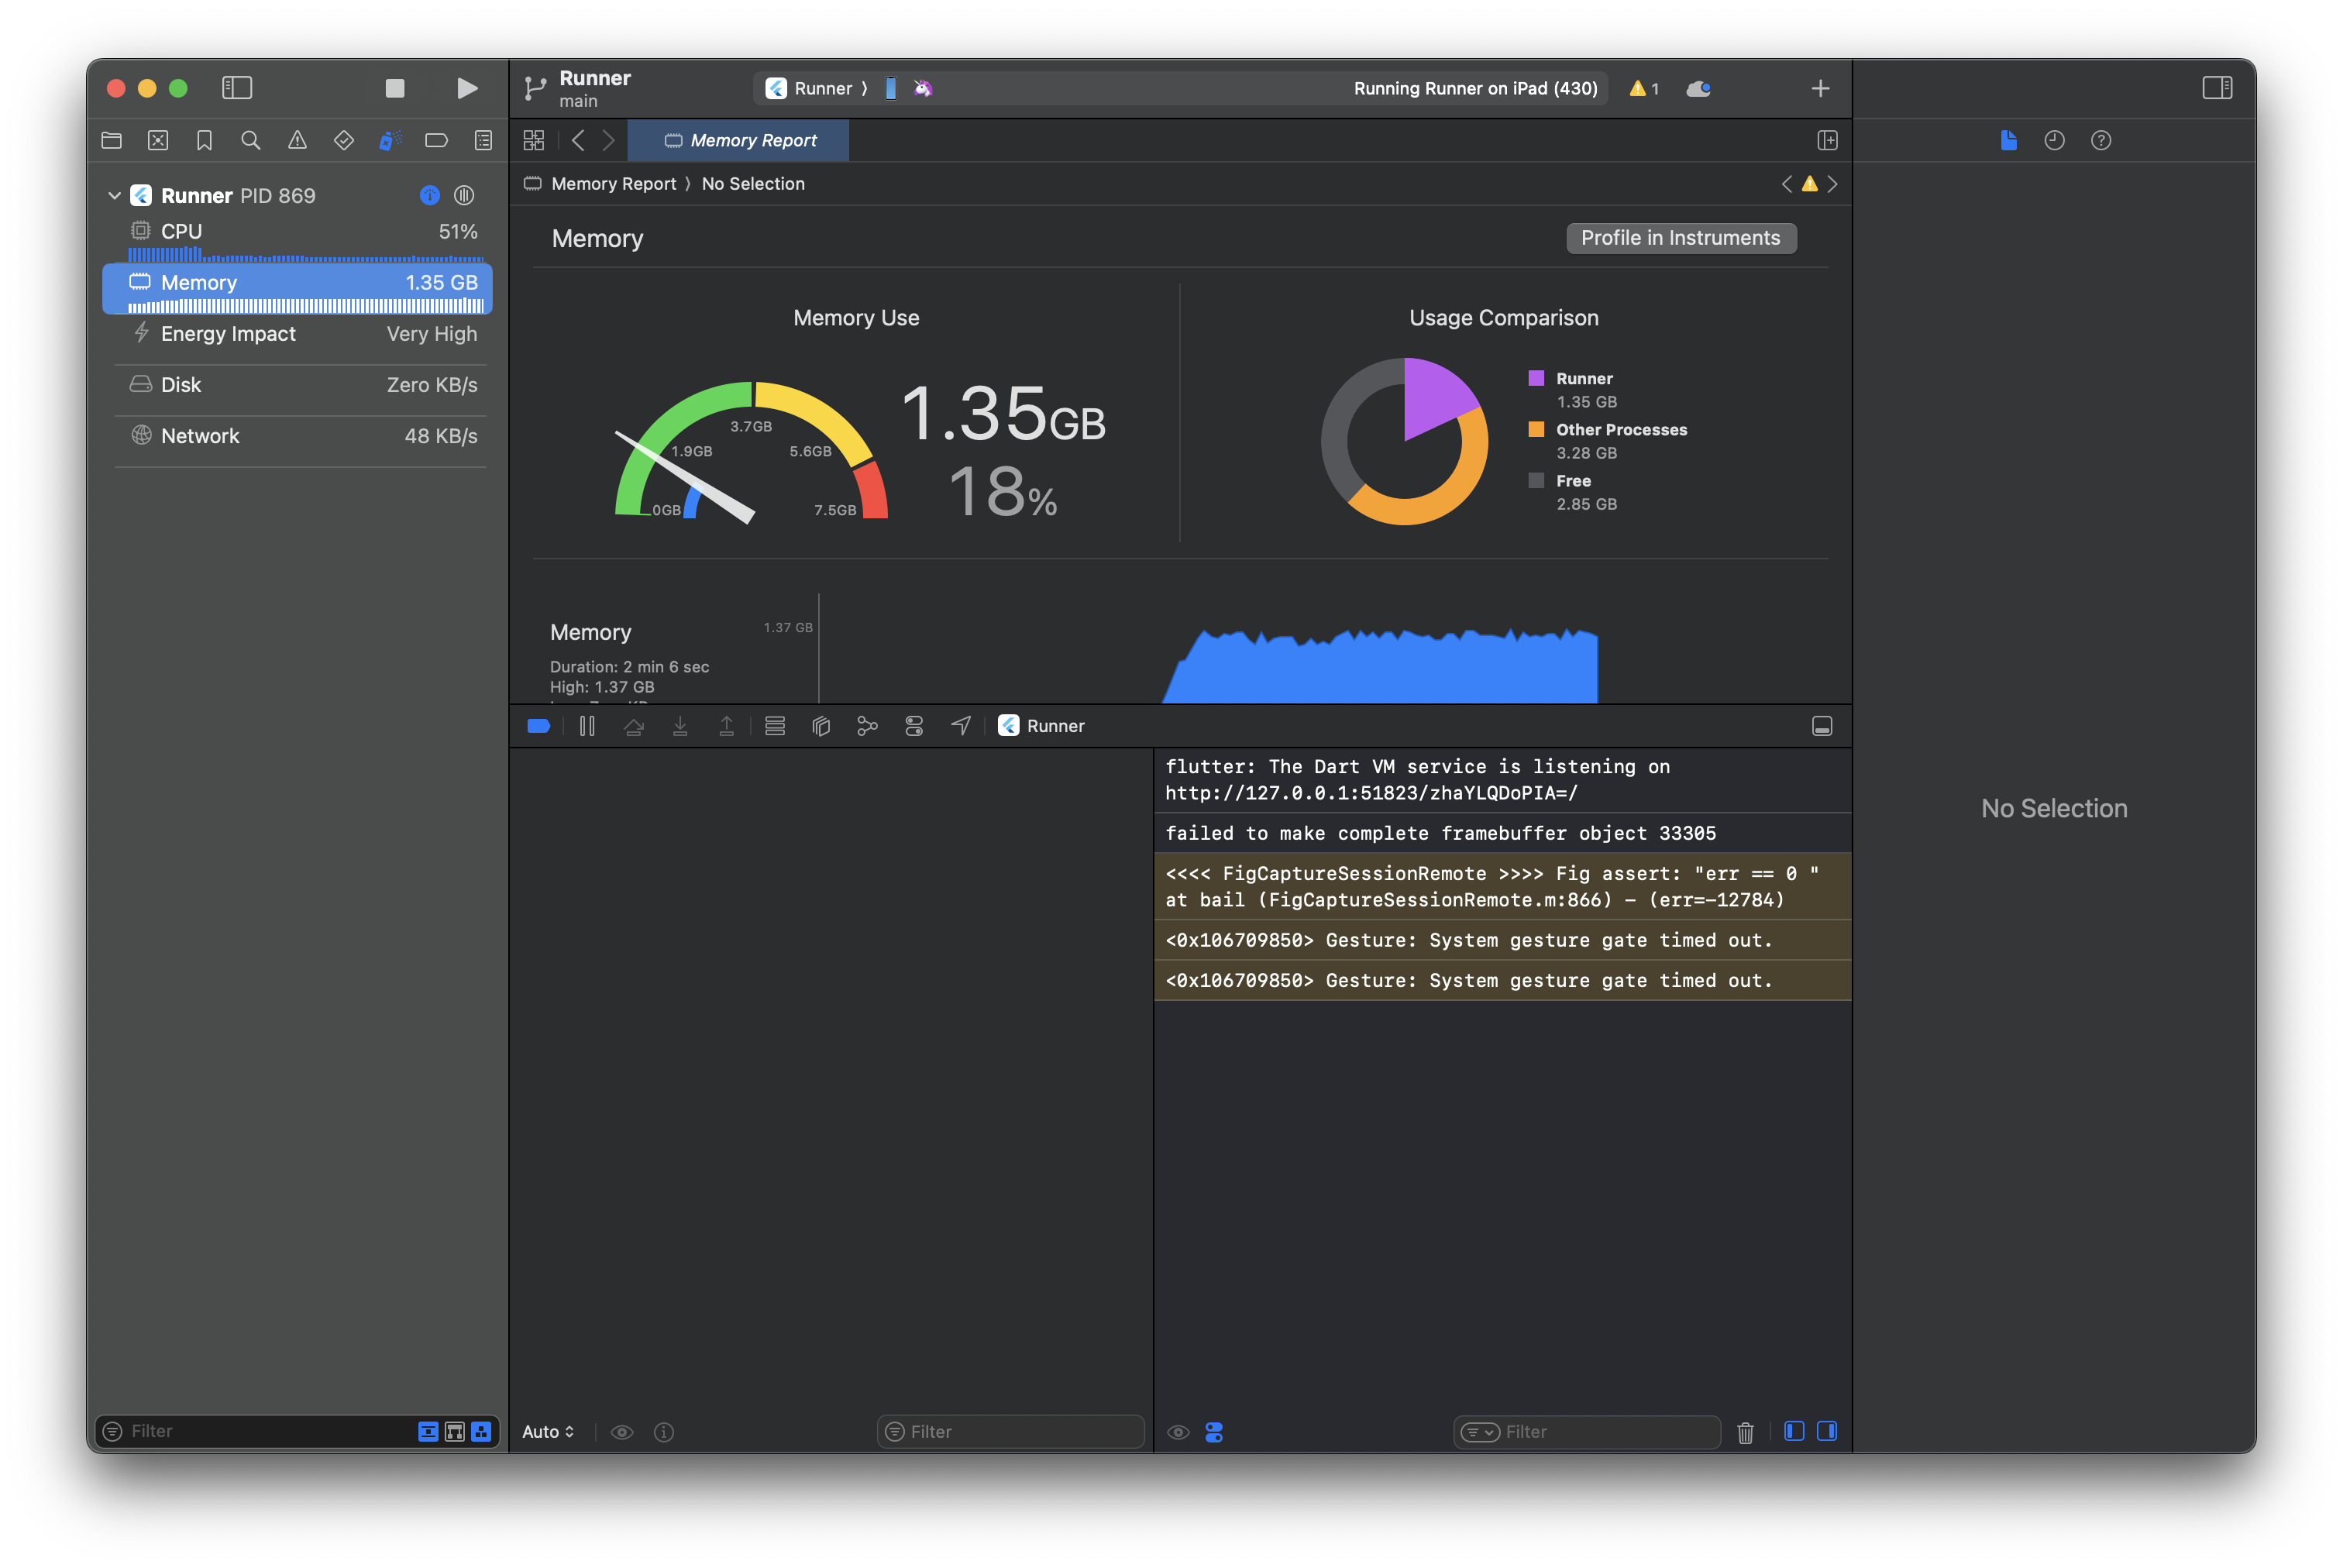 Runner
main
Runner
Running Runner on iPad (430)
1
Memory Report
Runner PID 869
CPU 51%
Memory 1.35 GB
Energy Impact Very High
Disk Zero KB/s
Network 48 KB/s
Filter
Memory Report
No Selection
Memory
Profile in Instruments
Memory Use
0GB
1.9GB
3.7GB
5.6GB
7.5GB
1.35GB
18%
Usage Comparison
Runner
1.35 GB
Other Processes
3.28 GB
Free
2.85 GB
Memory
Duration: 2 min 6 sec
High: 1.37 GB
1.37 GB
Runner
flutter: The Dart VM service is listening on
http://127.0.0.1:51823/zhaYLQDoPIA=/
failed to make complete framebuffer object 33305
<<<< FigCaptureSessionRemote >>>> Fig assert: "err == 0 "
at bail (FigCaptureSessionRemote.m:866) - (err=-12784)
<0x106709850> Gesture: System gesture gate timed out.
<0x106709850> Gesture: System gesture gate timed out.
Auto
Filter
Filter
No Selection